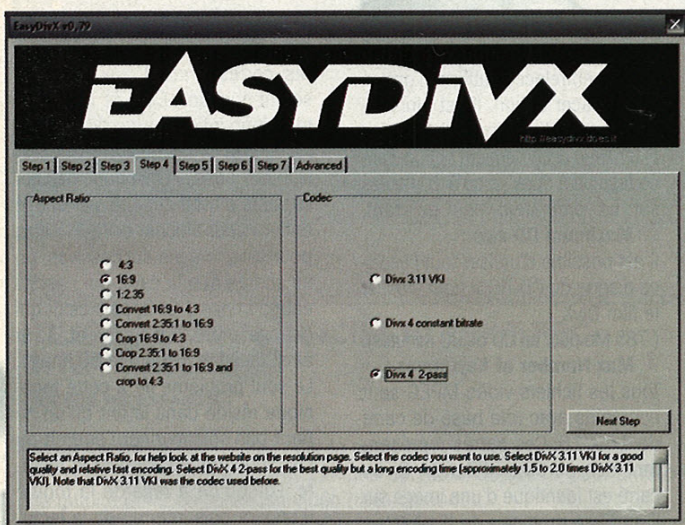 EasyDivX v0,79
EASYDiVX
Step 1 Step 2 Step 3 Step 4 Step 5 Step 6 Step 7 Advanced
Aspect Ratio
4:3
16:9
1:2.35
Convert 16:9 to 4:3
Convert 2:35:1 to 16:9
Crop 16:9 to 4:3
Crop 2.35:1 to 16:9
Convert 2.35:1 to 16:9 and
crop to 4:3
Codec
Divx 3.11 VKI
Divx 4 constant bitrate
Divx 4 2-pass
Next Step
Select an Aspect Ratio, for help look at the website on the resolution page. Select the codec you want to use. Select DivX 3.11 VKI for a good
quality and relative fast encoding. Select DivX 4 2-pass for the best quality but a long encoding time (approximately 1.5 to 2.0 times DivX 3.11
VKI). Note that DivX 3.11 VKI was the codec used before.